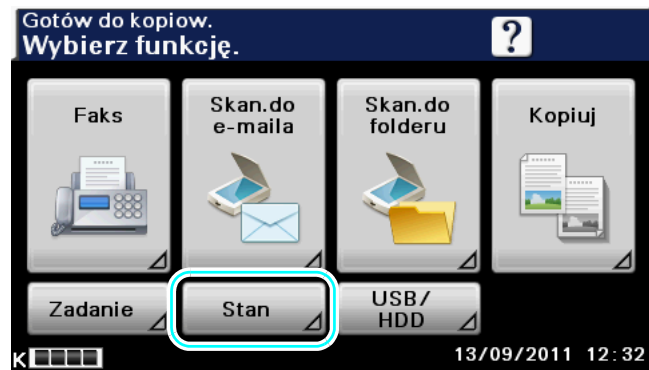 Gotów do kopiow.
Wybierz funkcję.
?
Faks
Skan.do
e-maila
Skan.do
folderu
Kopiuj
Zadanie
Stan
USB/
HDD
K
13/09/2011 12:32